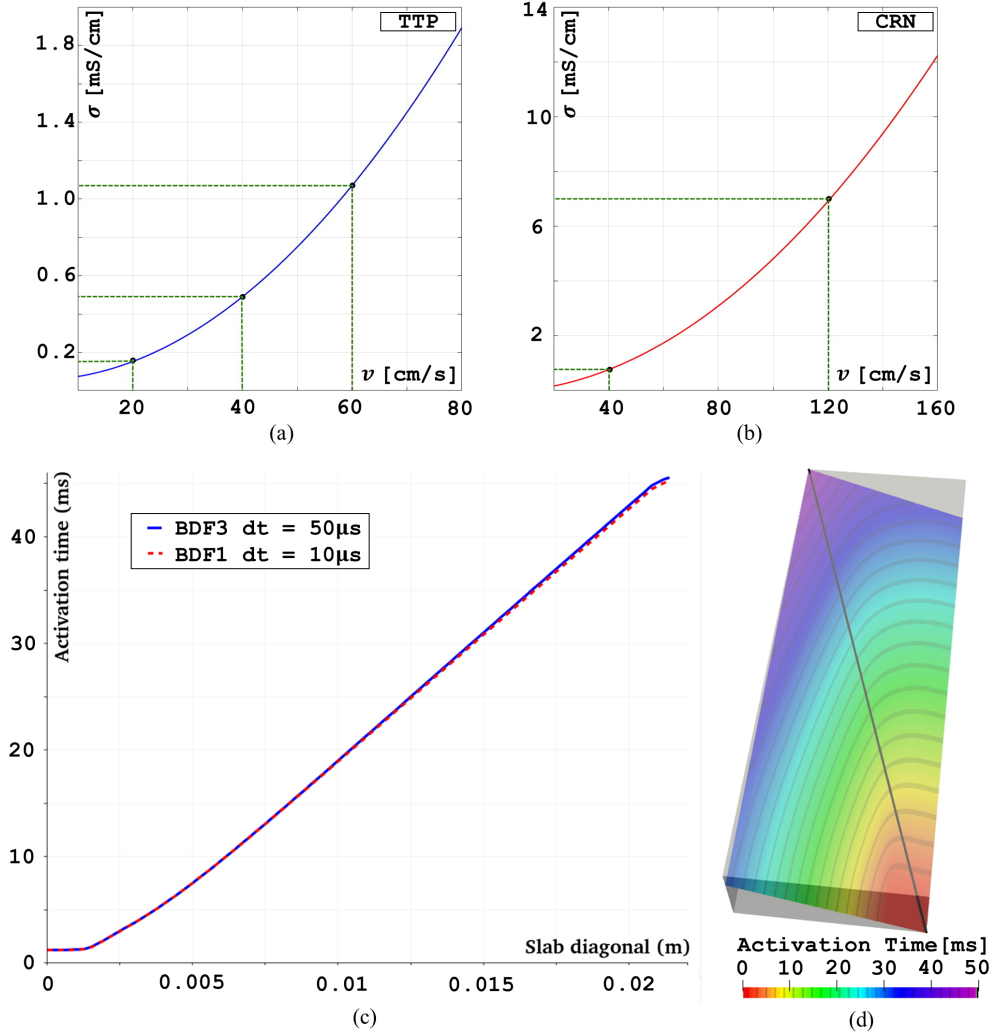 TTP
σ [mS/cm]
1.8
1.4
1.0
0.6
0.2
v [cm/s]
20 40 60 80
(a)
CRN
σ [mS/cm]
14
10
6
2
v [cm/s]
40 80 120 160
(b)
Activation time (ms)
BDF3 dt = 50μs
BDF1 dt = 10μs
40
30
20
10
0
Slab diagonal (m)
0 0.005 0.01 0.015 0.02
(c)
Activation Time[ms]
0 10 20 30 40 50
(d)